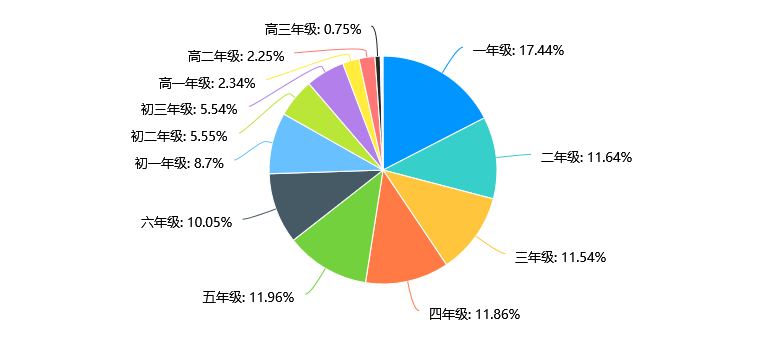 高三年级: 0.75%
高二年级: 2.25%
高一年级: 2.34%
初三年级: 5.54%
初二年级: 5.55%
初一年级: 8.7%
六年级: 10.05%
五年级: 11.96%
一年级: 17.44%
二年级: 11.64%
三年级: 11.54%
四年级: 11.86%